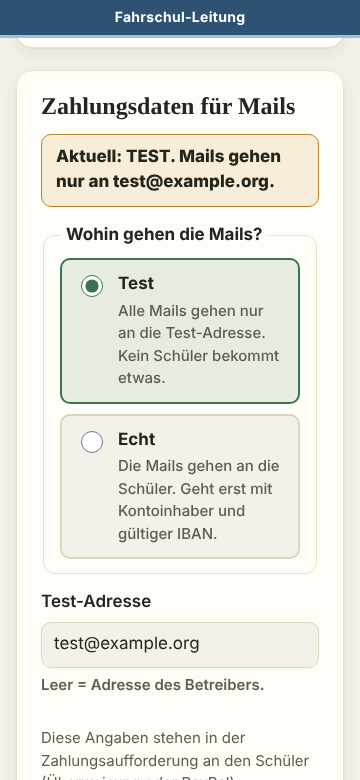 Fahrschul-Leitung
Zahlungsdaten für Mails
Aktuell: TEST. Mails gehen
nur an test@example.org.
Wohin gehen die Mails?
Test
Alle Mails gehen nur
an die Test-Adresse.
Kein Schüler bekommt
etwas.
Echt
Die Mails gehen an die
Schüler. Geht erst mit
Kontoinhaber und
gültiger IBAN.
Test-Adresse
test@example.org
Leer = Adresse des Betreibers.
Diese Angaben stehen in der
Zahlungsaufforderung an den Schüler